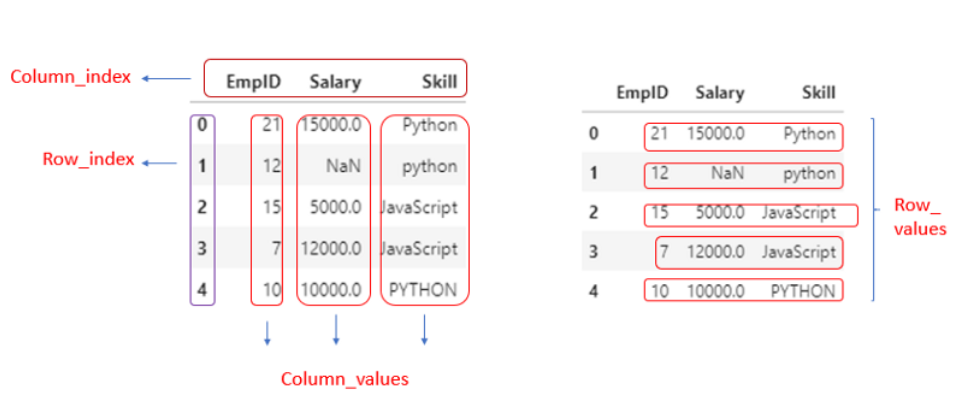 Column_index
EmpID Salary Skill
0 21 15000.0 Python
Row_index
1 12 NaN python
2 15 5000.0 JavaScript
3 7 12000.0 JavaScript
4 10 10000.0 PYTHON
Column_values
EmpID Salary Skill
0 21 15000.0 Python
1 12 NaN python
2 15 5000.0 JavaScript
3 7 12000.0 JavaScript
4 10 10000.0 PYTHON
Row_
values